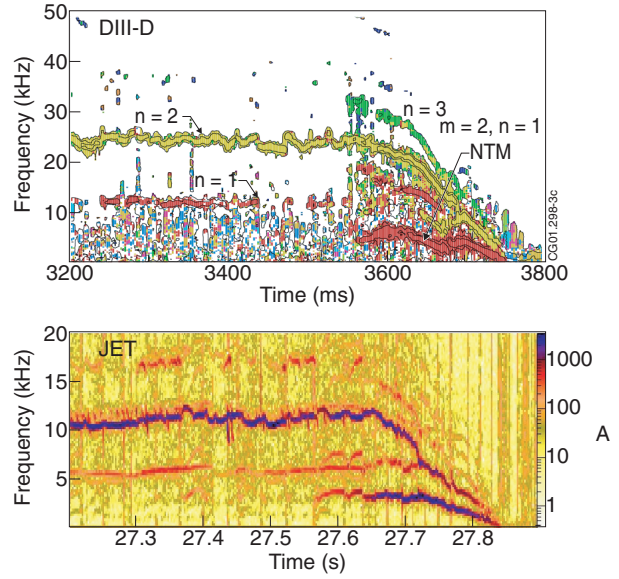 DIII-D
50
40
30
20
10
Frequency (kHz)
n = 2
n = 1
n = 3
m = 2, n = 1
NTM
CG01.298-3c
3200
3400
3600
3800
Time (ms)
JET
20
15
10
5
Frequency (kHz)
1000
100
10
1
A
27.3
27.4
27.5
27.6
27.7
27.8
Time (s)